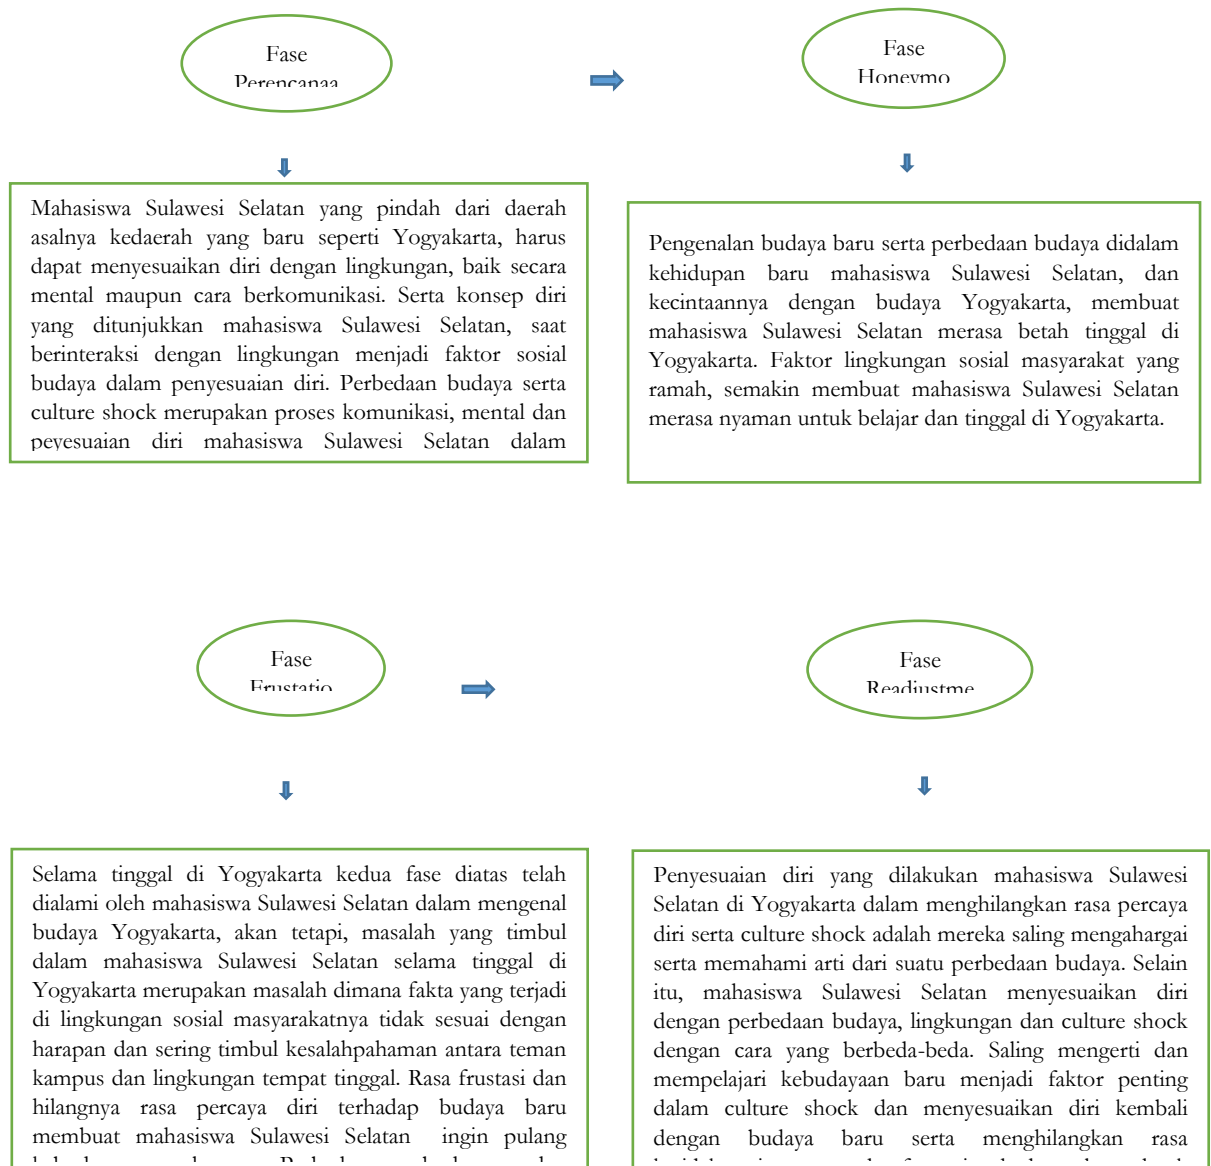 Fase
Perencanaa
Fase
Honeymo
Mahasiswa Sulawesi Selatan yang pindah dari daerah
asalnya kedaerah yang baru seperti Yogyakarta, harus
dapat menyesuaikan diri dengan lingkungan, baik secara
mental maupun cara berkomunikasi. Serta konsep diri
yang ditunjukkan mahasiswa Sulawesi Selatan, saat
berinteraksi dengan lingkungan menjadi faktor sosial
budaya dalam penyesuaian diri. Perbedaan budaya serta
culture shock merupakan proses komunikasi, mental dan
peyesuaian diri mahasiswa Sulawesi Selatan dalam
Pengenalan budaya baru serta perbedaan budaya didalam
kehidupan baru mahasiswa Sulawesi Selatan, dan
kecintaannya dengan budaya Yogyakarta, membuat
mahasiswa Sulawesi Selatan merasa betah tinggal di
Yogyakarta. Faktor lingkungan sosial masyarakat yang
ramah, semakin membuat mahasiswa Sulawesi Selatan
merasa nyaman untuk belajar dan tinggal di Yogyakarta.
Fase
Frustatio
Fase
Readjustme
Selama tinggal di Yogyakarta kedua fase diatas telah
dialami oleh mahasiswa Sulawesi Selatan dalam mengenal
budaya Yogyakarta, akan tetapi, masalah yang timbul
dalam mahasiswa Sulawesi Selatan selama tinggal di
Yogyakarta merupakan masalah dimana fakta yang terjadi
di lingkungan sosial masyarakatnya tidak sesuai dengan
harapan dan sering timbul kesalahpahaman antara teman
kampus dan lingkungan tempat tinggal. Rasa frustasi dan
hilangnya rasa percaya diri terhadap budaya baru
membuat mahasiswa Sulawesi Selatan ingin pulang
Penyesuaian diri yang dilakukan mahasiswa Sulawesi
Selatan di Yogyakarta dalam menghilangkan rasa percaya
diri serta culture shock adalah mereka saling mengahargai
serta memahami arti dari suatu perbedaan budaya. Selain
itu, mahasiswa Sulawesi Selatan menyesuaikan diri
dengan perbedaan budaya, lingkungan dan culture shock
dengan cara yang berbeda-beda. Saling mengerti dan
mempelajari kebudayaan baru menjadi faktor penting
dalam culture shock dan menyesuaikan diri kembali
dengan budaya baru serta menghilangkan rasa